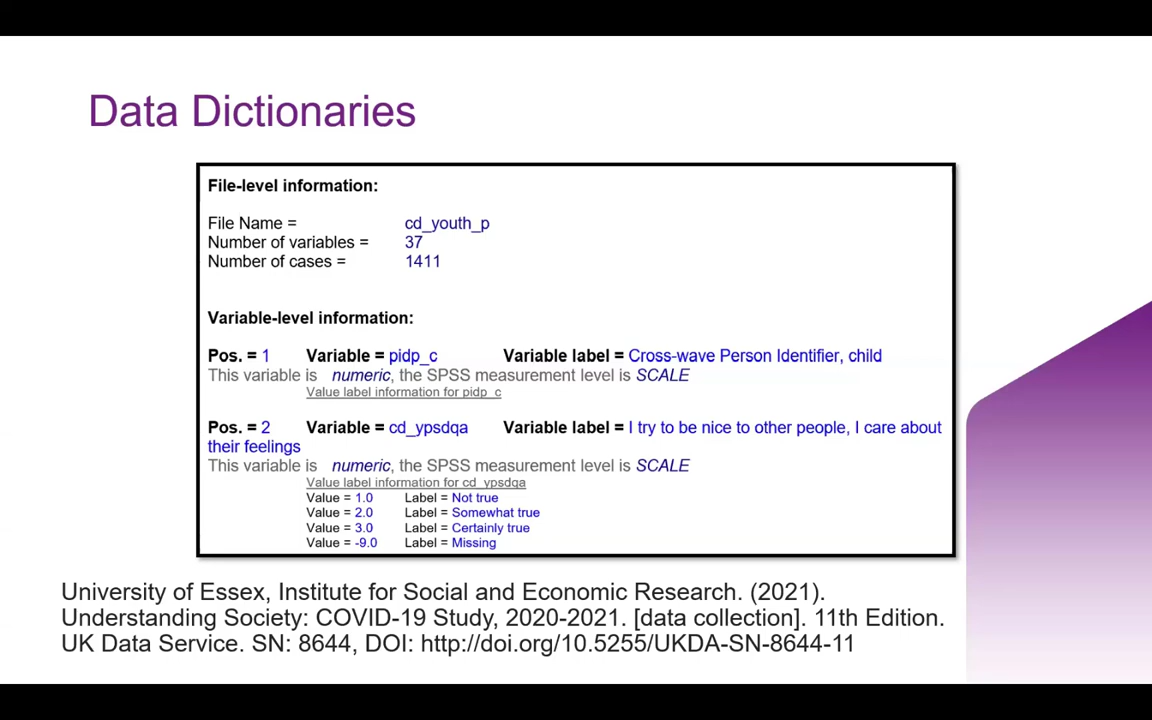 Data Dictionaries
File-level information:
File Name = cd_youth_p
Number of variables = 37
Number of cases = 1411
Variable-level information:
Pos. = 1 Variable = pidp_c Variable label = Cross-wave Person Identifier, child
This variable is numeric, the SPSS measurement level is SCALE
Value label information for pidp_c
Pos. = 2 Variable = cd_ypsdqa Variable label = I try to be nice to other people, I care about
their feelings
This variable is numeric, the SPSS measurement level is SCALE
Value label information for cd_ypsdqa
Value = 1.0 Label = Not true
Value = 2.0 Label = Somewhat true
Value = 3.0 Label = Certainly true
Value = -9.0 Label = Missing
University of Essex, Institute for Social and Economic Research. (2021).
Understanding Society: COVID-19 Study, 2020-2021. [data collection]. 11th Edition.
UK Data Service. SN: 8644, DOI: http://doi.org/10.5255/UKDA-SN-8644-11